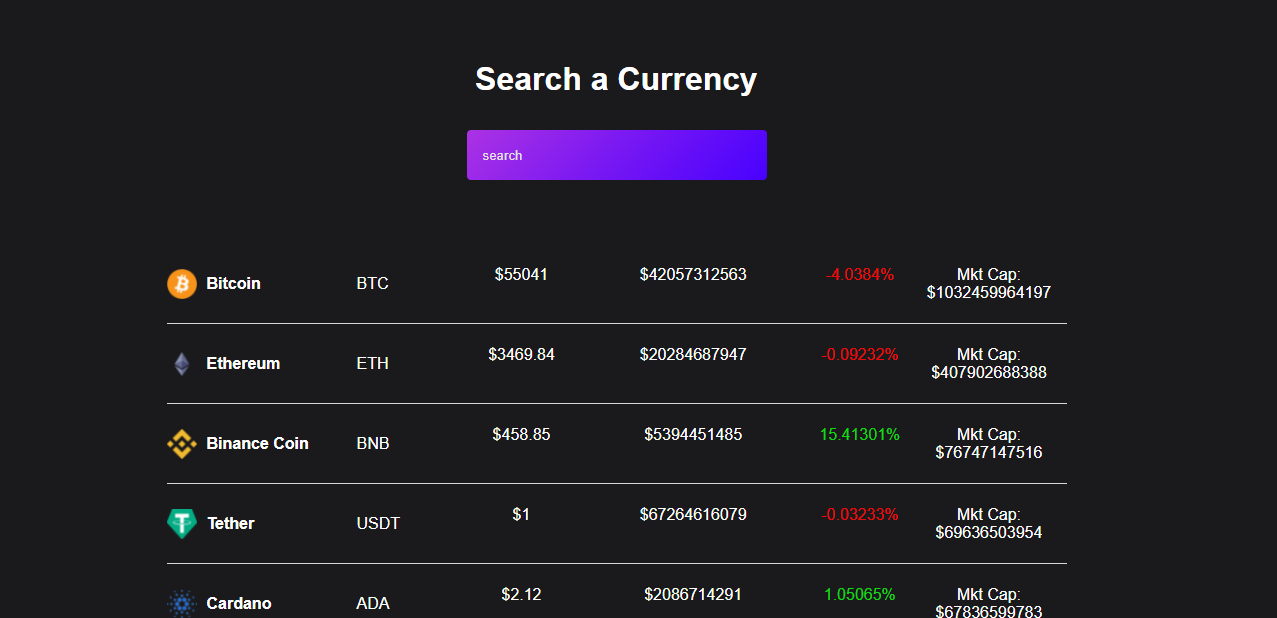 Search a Currency
search
Bitcoin BTC $55041 $42057312563 -4.0384% Mkt Cap:
$1032459964197
Ethereum ETH $3469.84 $20284687947 -0.09232% Mkt Cap:
$407902688388
Binance Coin BNB $458.85 $5394451485 15.41301% Mkt Cap:
$76747147516
Tether USDT $1 $67264616079 -0.03233% Mkt Cap:
$69636503954
Cardano ADA $2.12 $2086714291 1.05065% Mkt Cap:
$67836599783